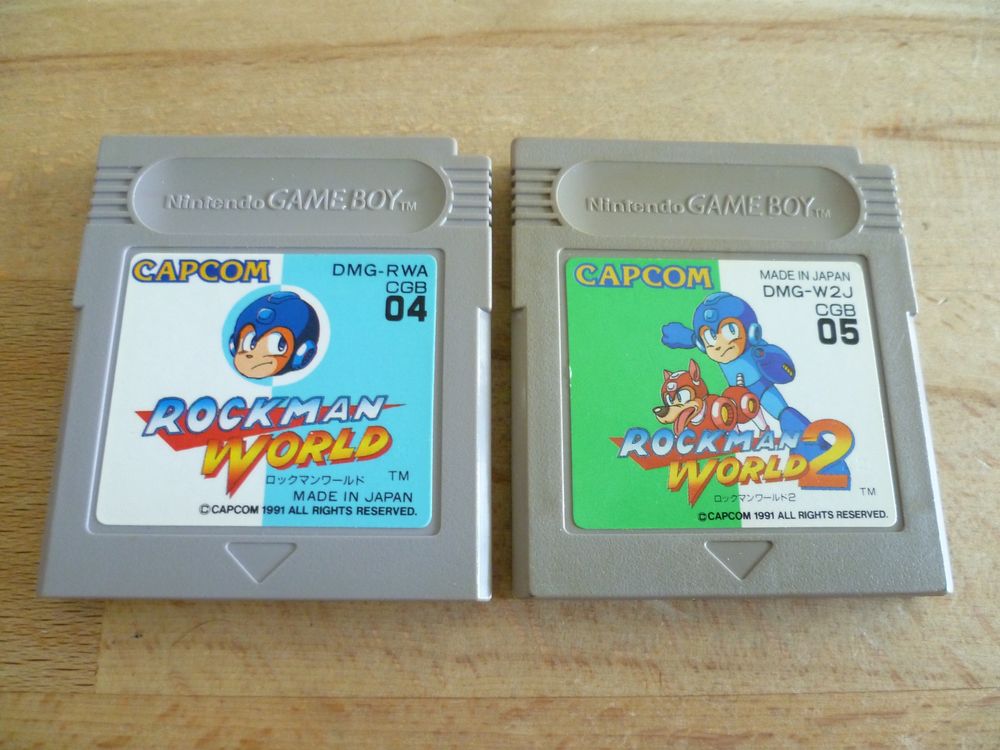 Nintendo GAME BOY TM
CAPCOM
DMG-RWA
CGB
04
ROCKMAN
WORLD
TM
ロックマンワールド
MADE IN JAPAN
©CAPCOM 1991 ALL RIGHTS RESERVED.
Nintendo GAME BOY TM
CAPCOM
MADE IN JAPAN
DMG-W2J
CGB
05
ROCKMAN
WORLD 2
TM
ロックマンワールド2
©CAPCOM 1991 ALL RIGHTS RESERVED.